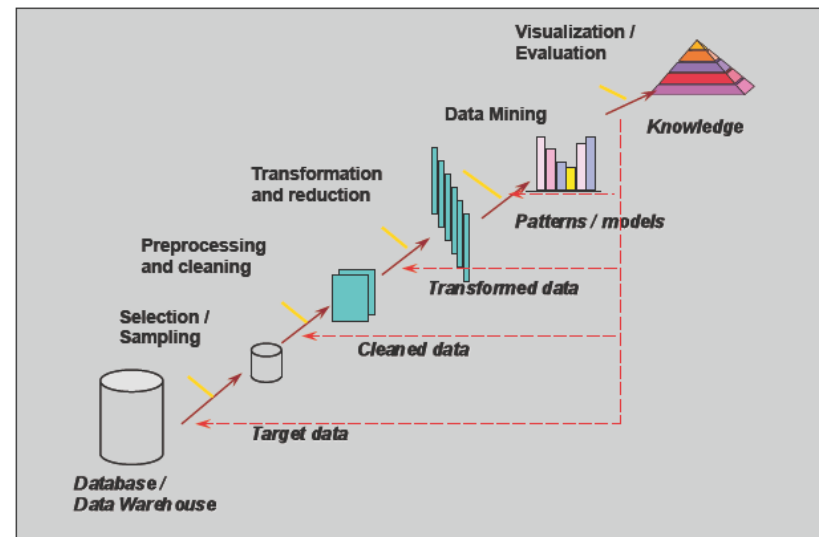 Visualization /
Evaluation
Data Mining
Knowledge
Transformation
and reduction
Patterns / models
Preprocessing
and cleaning
Transformed data
Selection /
Sampling
Cleaned data
Target data
Database /
Data Warehouse